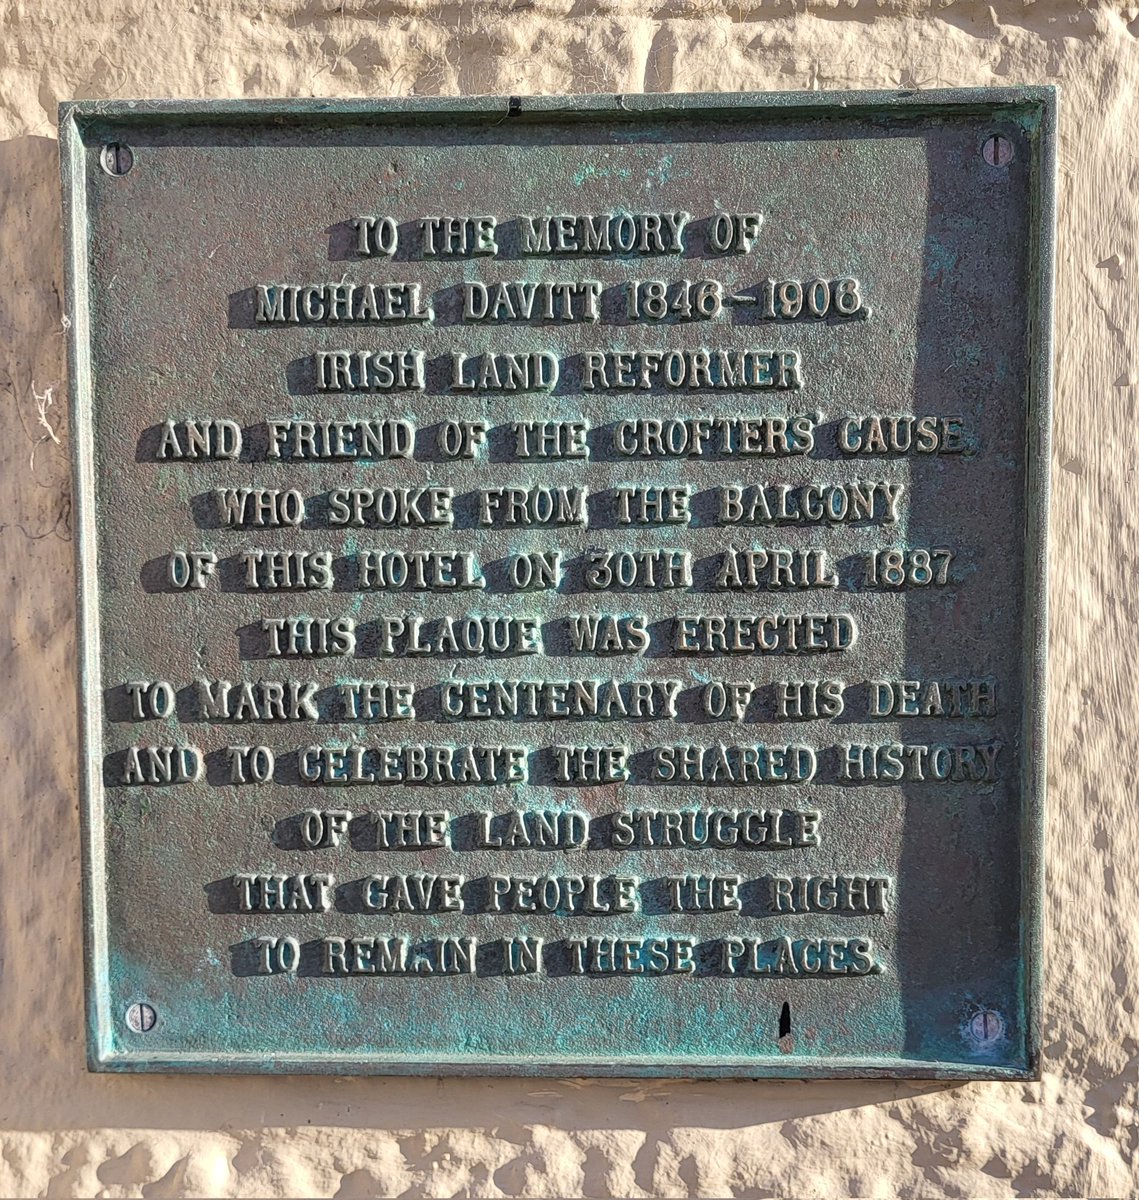 TO THE MEMORY OF
MICHAEL DAVITT 1846-1906.
IRISH LAND REFORMER
AND FRIEND OF THE CROFTERS' CAUSE
WHO SPOKE FROM THE BALCONY
OF THIS HOTEL ON 30TH APRIL 1887
THIS PLAQUE WAS ERECTED
TO MARK THE CENTENARY OF HIS DEATH
AND TO CELEBRATE THE SHARED HISTORY
OF THE LAND STRUGGLE
THAT GAVE PEOPLE THE RIGHT
TO REMAIN IN THESE PLACES.